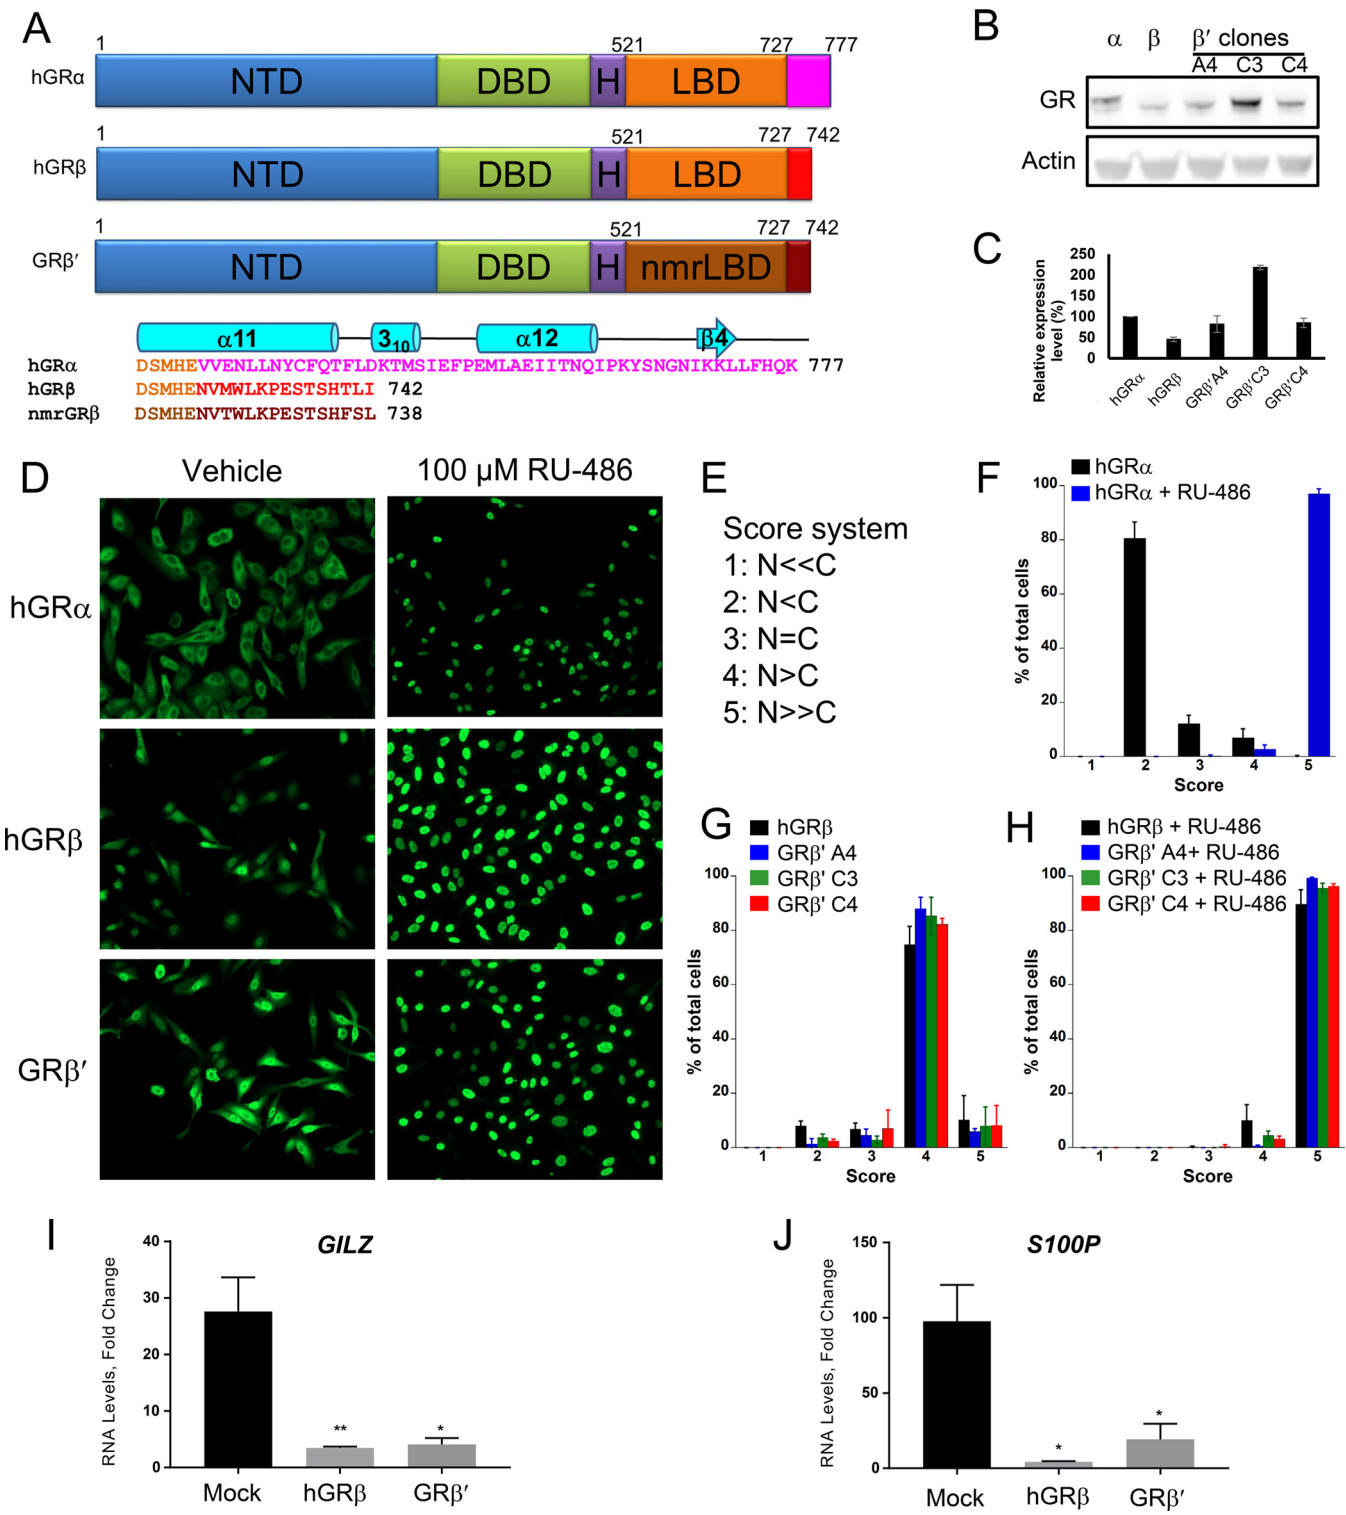 A
1 521 727 777
hGRα NTD DBD H LBD
1 521 727 742
hGRβ NTD DBD H LBD
1 521 727 742
GRβ′ NTD DBD H nmrLBD
α11 3₁₀ α12 β4
hGRα DSMHEVVENLLNYCFQTFLDKTMSIEFPEMLAEIITNQIPKYSNGNIKKLLFHQK 777
hGRβ DSMHENVMWLKPESTSHTLI 742
nmrGRβ DSMHENVTWLKPESTSHFSL 738
B
α β β′ clones
A4 C3 C4
GR
Actin
C
Relative expression
level (%)
250
200
150
100
50
0
hGRα hGRβ GRβ′A4 GRβ′C3 GRβ′C4
D
Vehicle 100 µM RU-486
hGRα
hGRβ
GRβ′
E
Score system
1: N<<C
2: N<C
3: N=C
4: N>C
5: N>>C
F
hGRα
hGRα + RU-486
% of total cells
100
80
60
40
20
0
1 2 3 4 5
Score
G
hGRβ
GRβ' A4
GRβ' C3
GRβ' C4
% of total cells
100
80
60
40
20
0
1 2 3 4 5
Score
H
hGRβ + RU-486
GRβ' A4+ RU-486
GRβ' C3 + RU-486
GRβ' C4 + RU-486
% of total cells
100
80
60
40
20
0
1 2 3 4 5
Score
I
GILZ
RNA Levels, Fold Change
40
30
20
10
0
** *
Mock hGRβ GRβ′
J
S100P
RNA Levels, Fold Change
150
100
50
0
* *
Mock hGRβ GRβ′